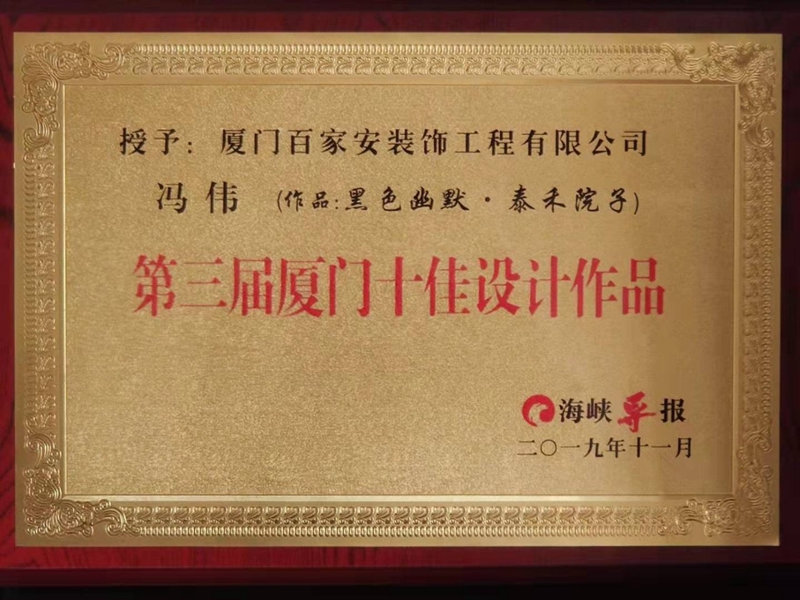 授予：厦门百家安装饰工程有限公司
冯伟（作品：黑色幽默·泰禾院子）
第三届厦门十佳设计作品
海峡导报
二〇一九年十一月